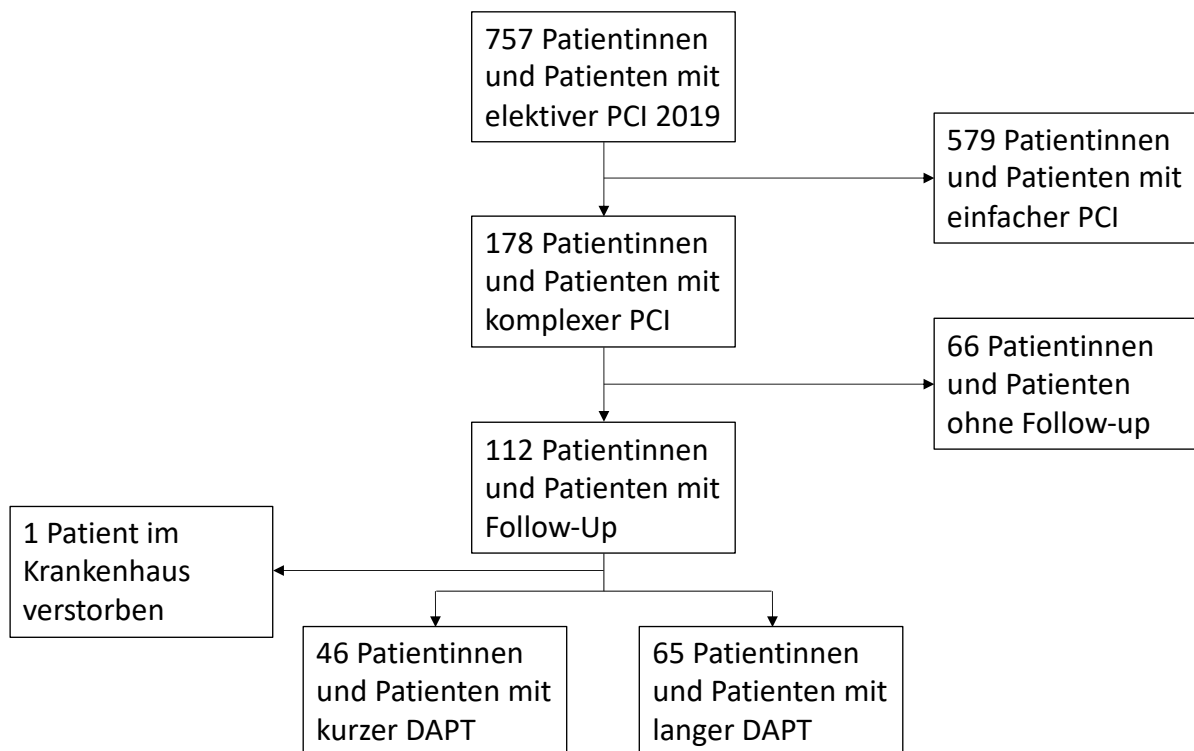 757 Patientinnen
und Patienten mit
elektiver PCI 2019
579 Patientinnen
und Patienten mit
einfacher PCI
178 Patientinnen
und Patienten mit
komplexer PCI
66 Patientinnen
und Patienten
ohne Follow-up
112 Patientinnen
und Patienten mit
Follow-Up
1 Patient im
Krankenhaus
verstorben
46 Patientinnen
und Patienten mit
kurzer DAPT
65 Patientinnen
und Patienten mit
langer DAPT